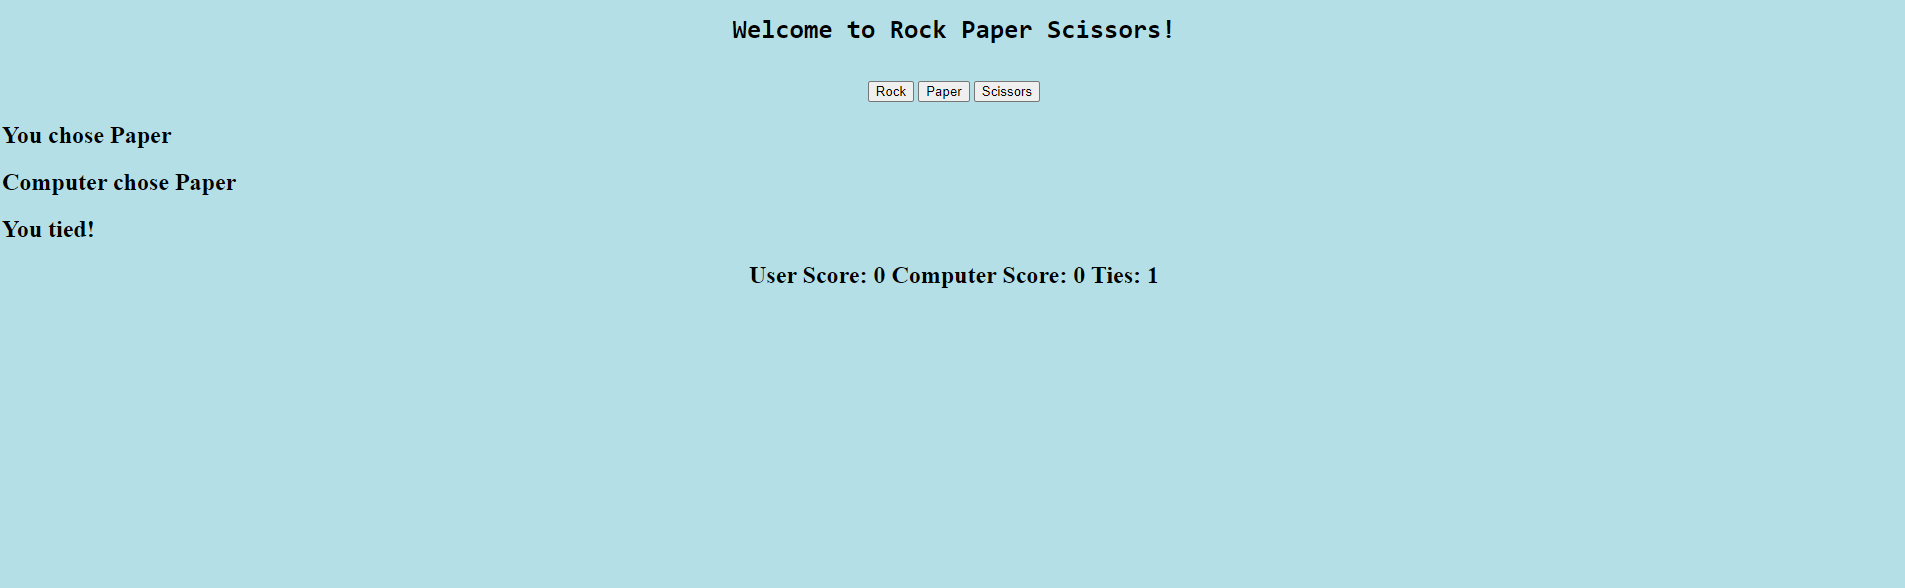 Welcome to Rock Paper Scissors!
Rock Paper Scissors
You chose Paper
Computer chose Paper
You tied!
User Score: 0 Computer Score: 0 Ties: 1